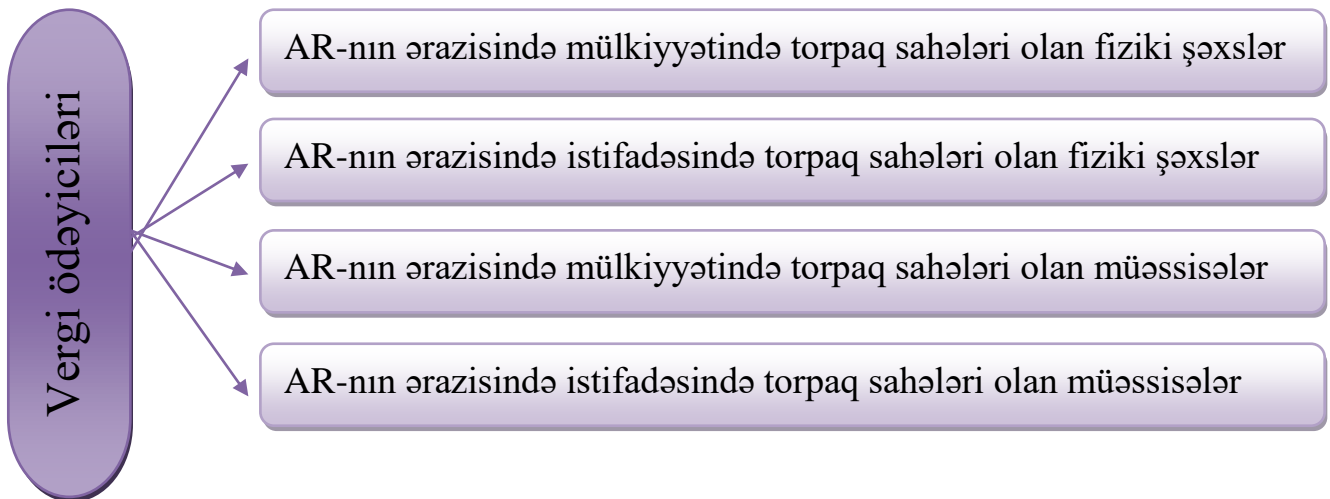 Vergi ödəyiciləri
AR-nın ərazisində mülkiyyətində torpaq sahələri olan fiziki şəxslər
AR-nın ərazisində istifadəsində torpaq sahələri olan fiziki şəxslər
AR-nın ərazisində mülkiyyətində torpaq sahələri olan müəssisələr
AR-nın ərazisində istifadəsində torpaq sahələri olan müəssisələr